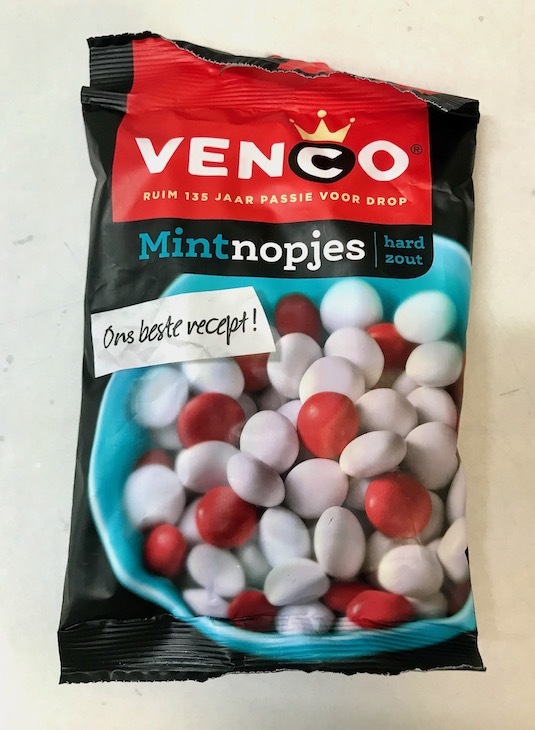 VENCO®
RUIM 135 JAAR PASSIE VOOR DROP
Mintnopjes
hard
zout
Ons beste recept!